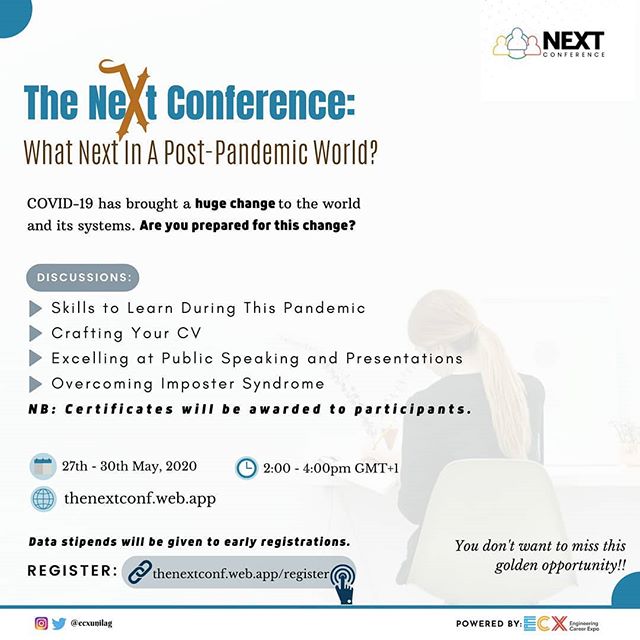 NEXT
CONFERENCE
The NeXt Conference:
What Next In A Post-Pandemic World?
COVID-19 has brought a huge change to the world
and its systems. Are you prepared for this change?
DISCUSSIONS:
Skills to Learn During This Pandemic
Crafting Your CV
Excelling at Public Speaking and Presentations
Overcoming Imposter Syndrome
NB: Certificates will be awarded to participants.
27th - 30th May, 2020
2:00 - 4:00pm GMT+1
thenextconf.web.app
Data stipends will be given to early registrations.
REGISTER: thenextconf.web.app/register
You don't want to miss this
golden opportunity!!
@ecxunilag
POWERED BY: ECX Engineering
Career Expo